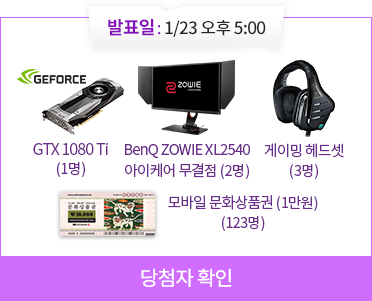 발표일 : 1/23 오후 5:00
GEFORCE
ZOWIE
GTX 1080 Ti
(1명)
BenQ ZOWIE XL2540
아이케어 무결점 (2명)
게이밍 헤드셋
(3명)
₩ 10,000
모바일 문화상품권 (1만원)
(123명)
당첨자 확인